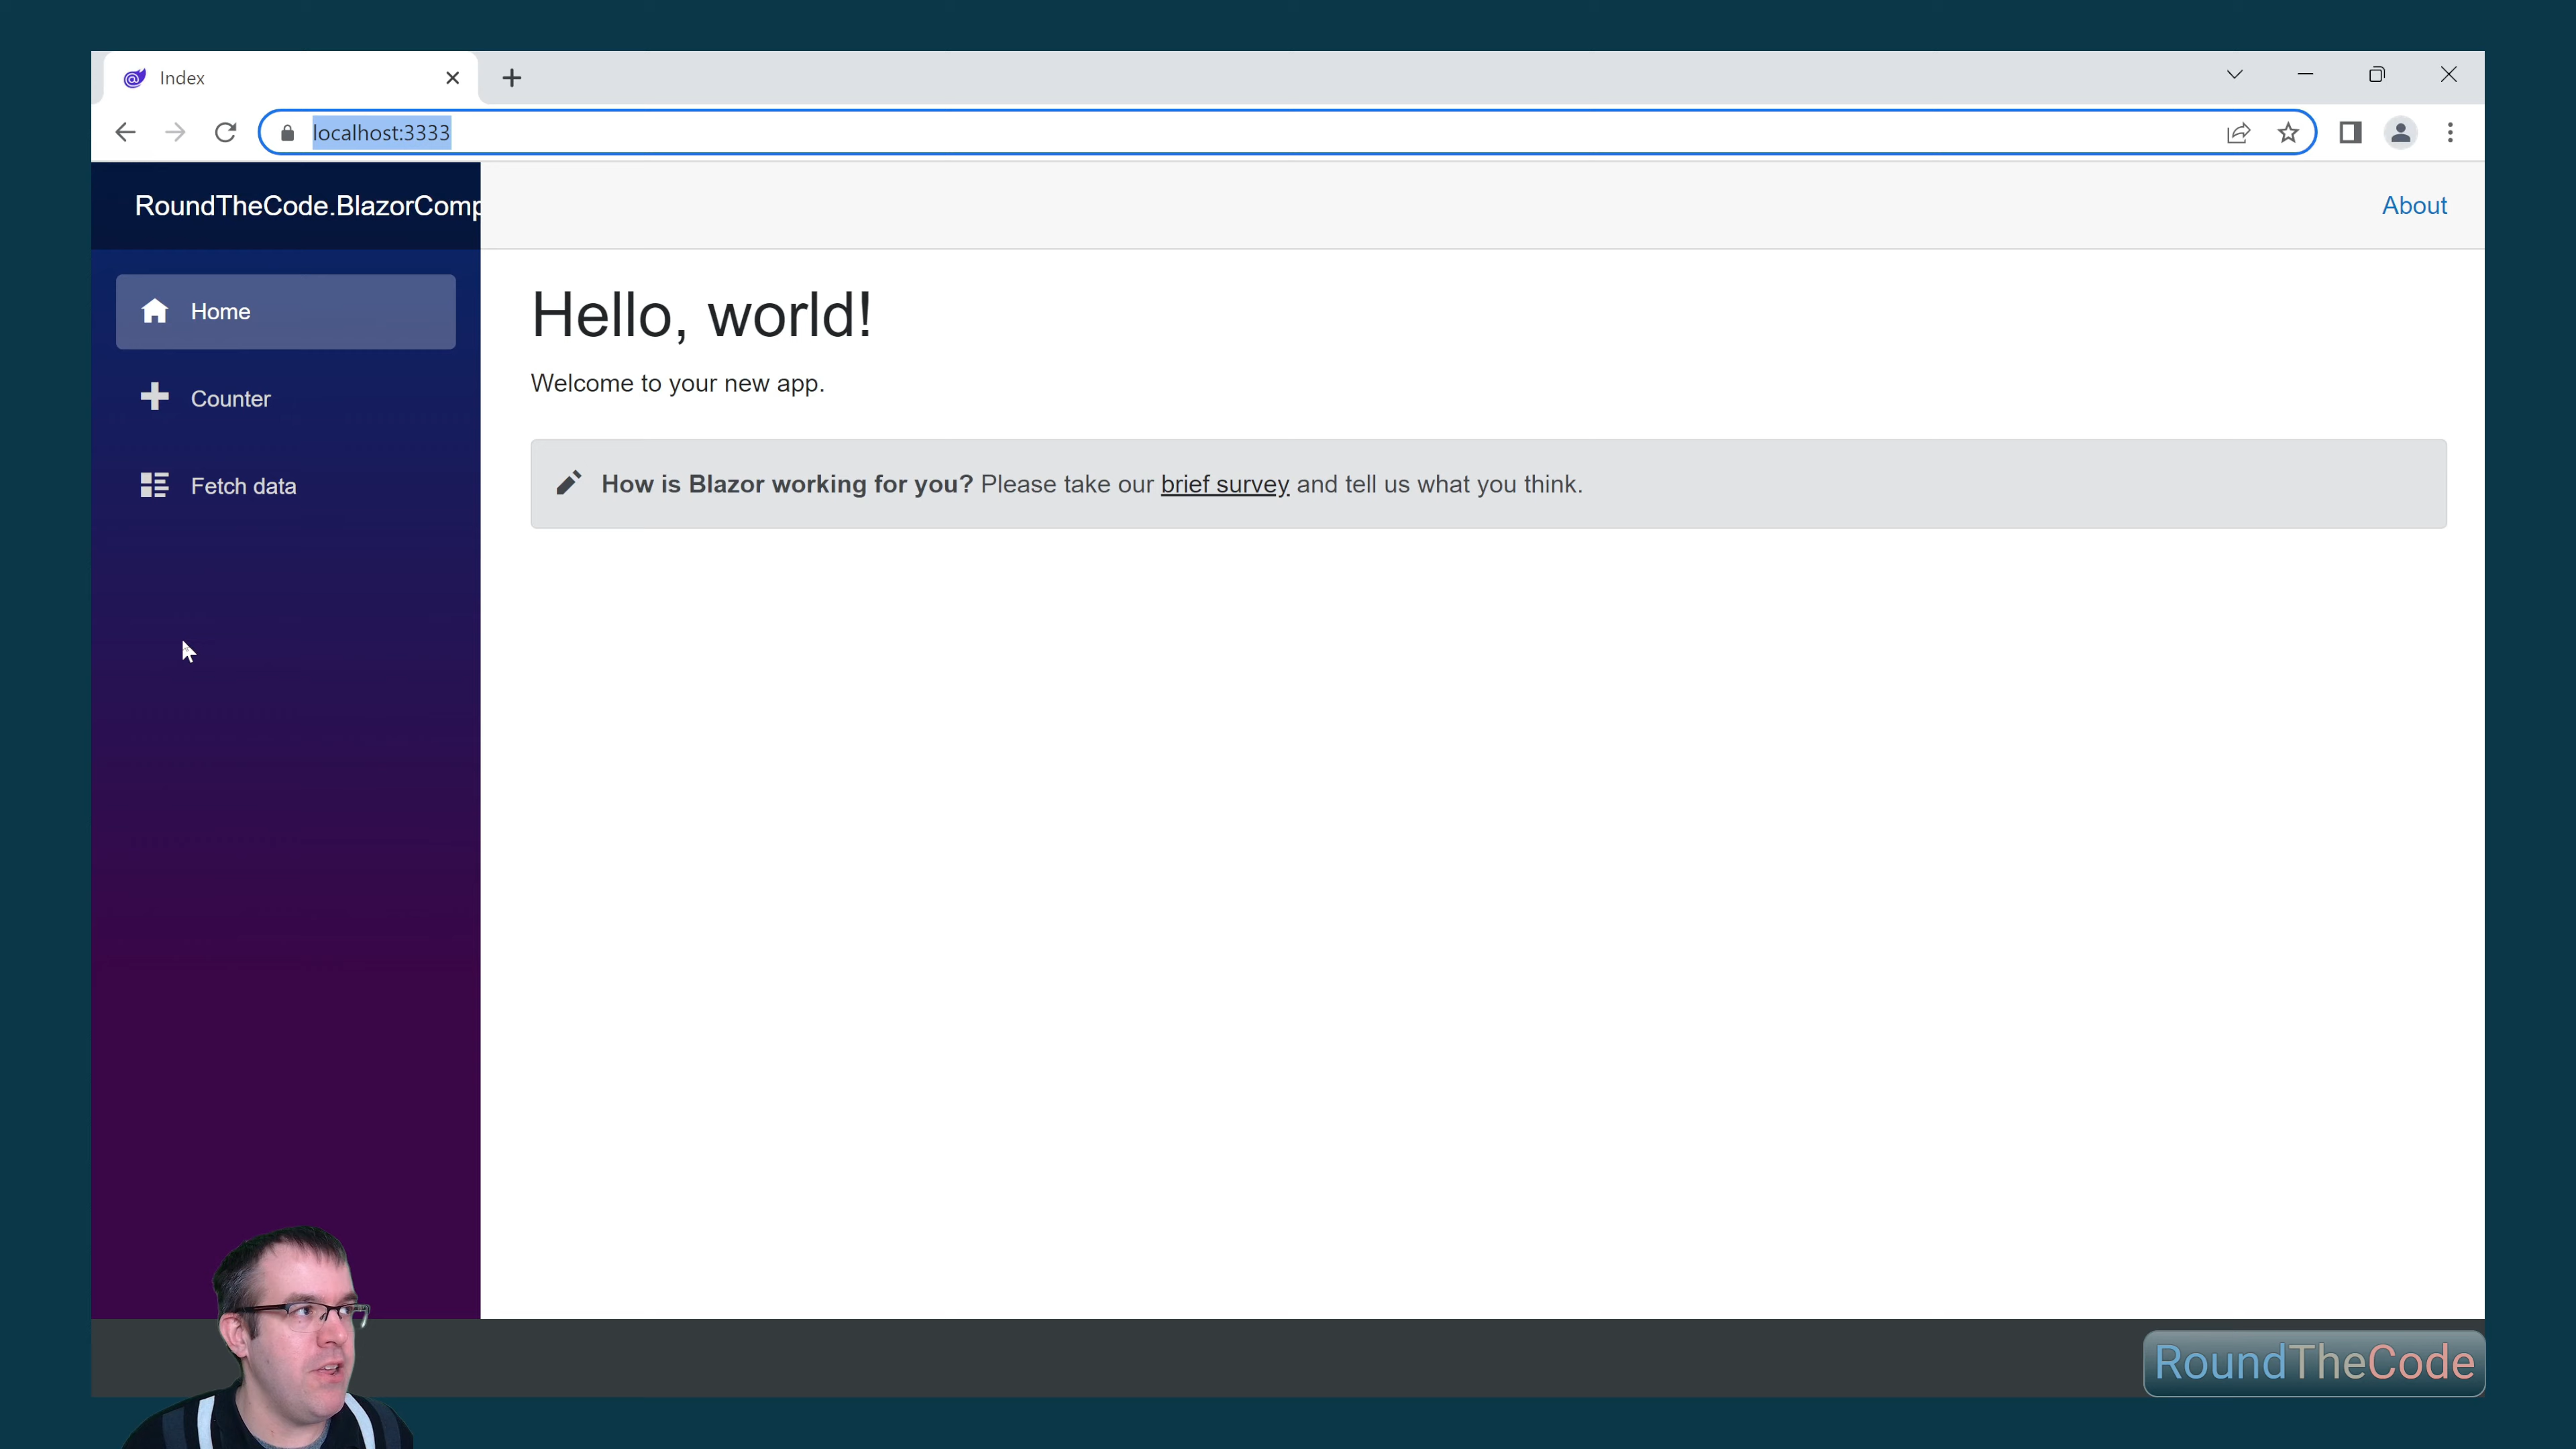 Index
localhost:3333
RoundTheCode.BlazorComp
About
Home
Counter
Fetch data
Hello, world!
Welcome to your new app.
How is Blazor working for you? Please take our brief survey and tell us what you think.
RoundTheCode